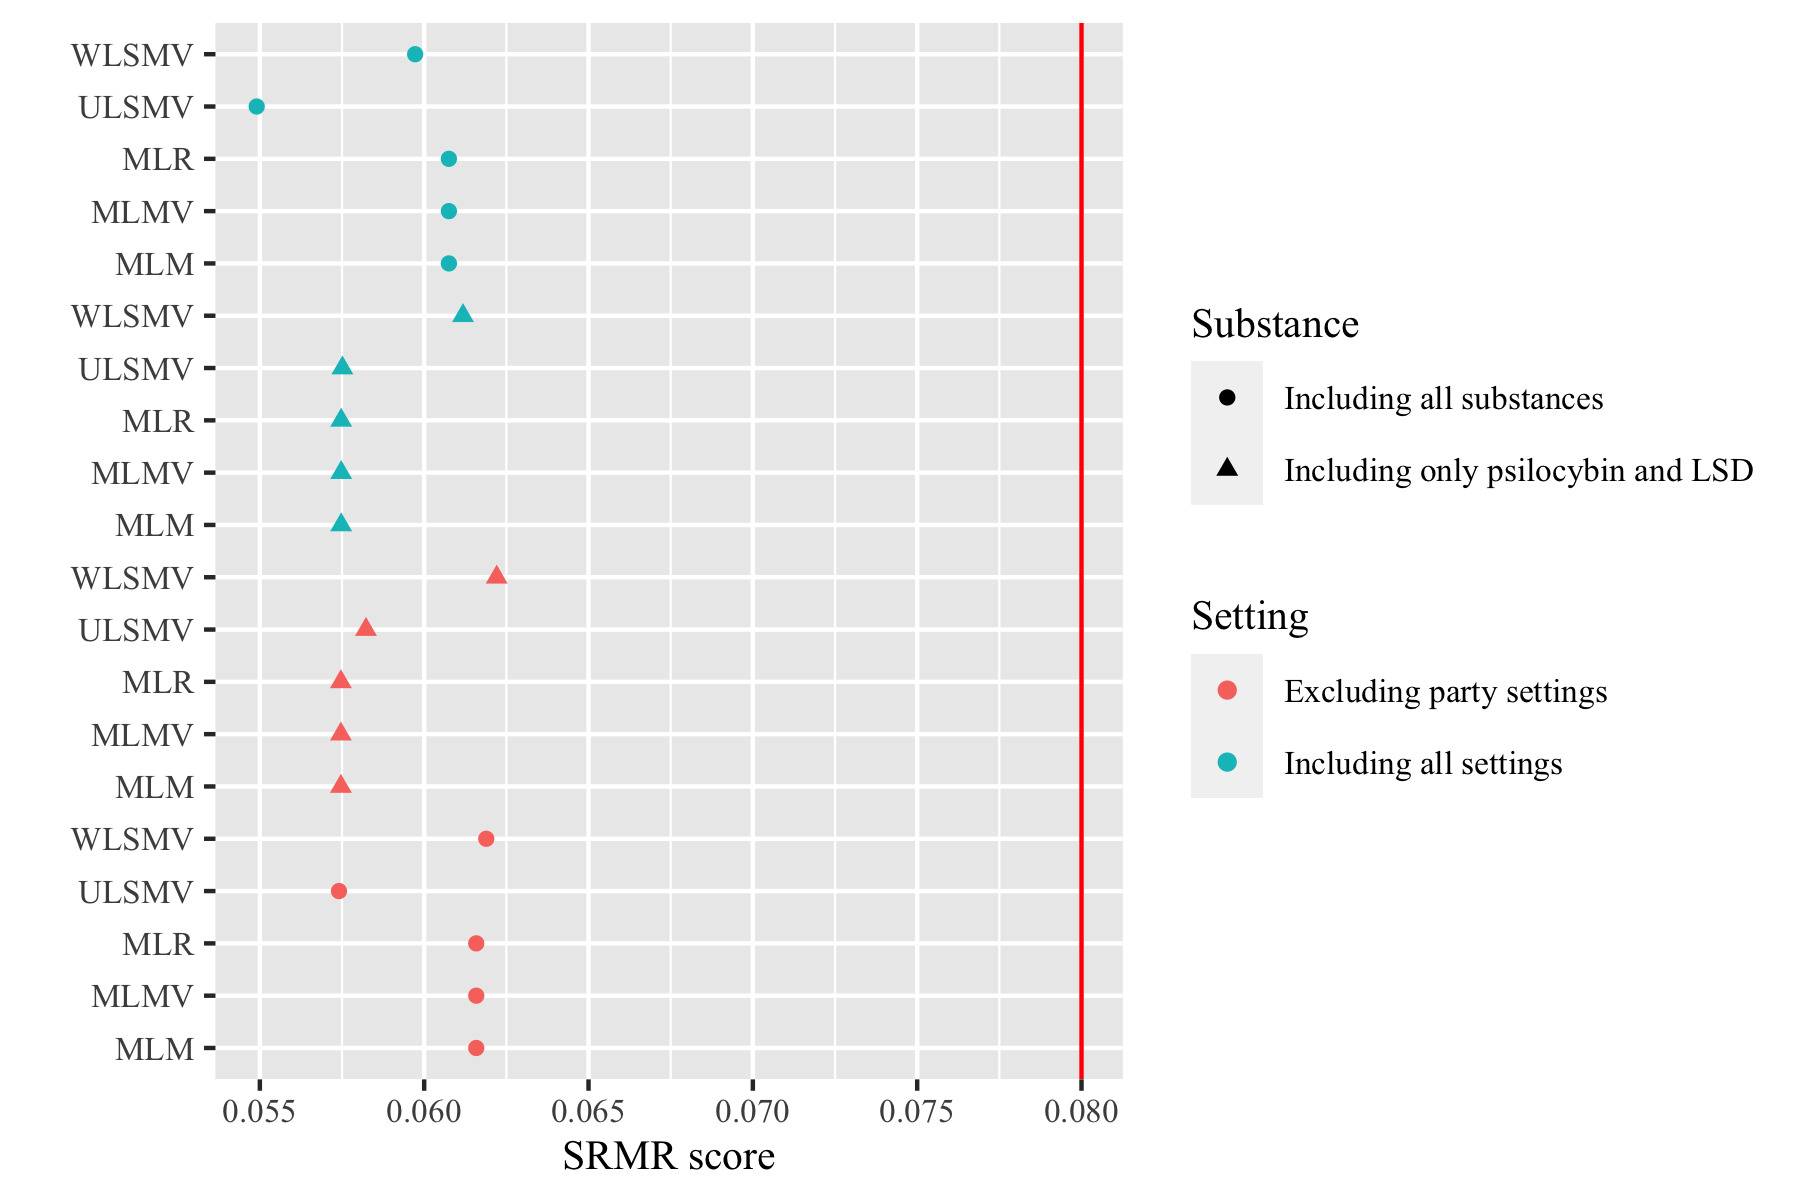 WLSMV
ULSMV
MLR
MLMV
MLM
WLSMV
ULSMV
MLR
MLMV
MLM
WLSMV
ULSMV
MLR
MLMV
MLM
WLSMV
ULSMV
MLR
MLMV
MLM
0.055 0.060 0.065 0.070 0.075 0.080
SRMR score
Substance
Including all substances
Including only psilocybin and LSD
Setting
Excluding party settings
Including all settings